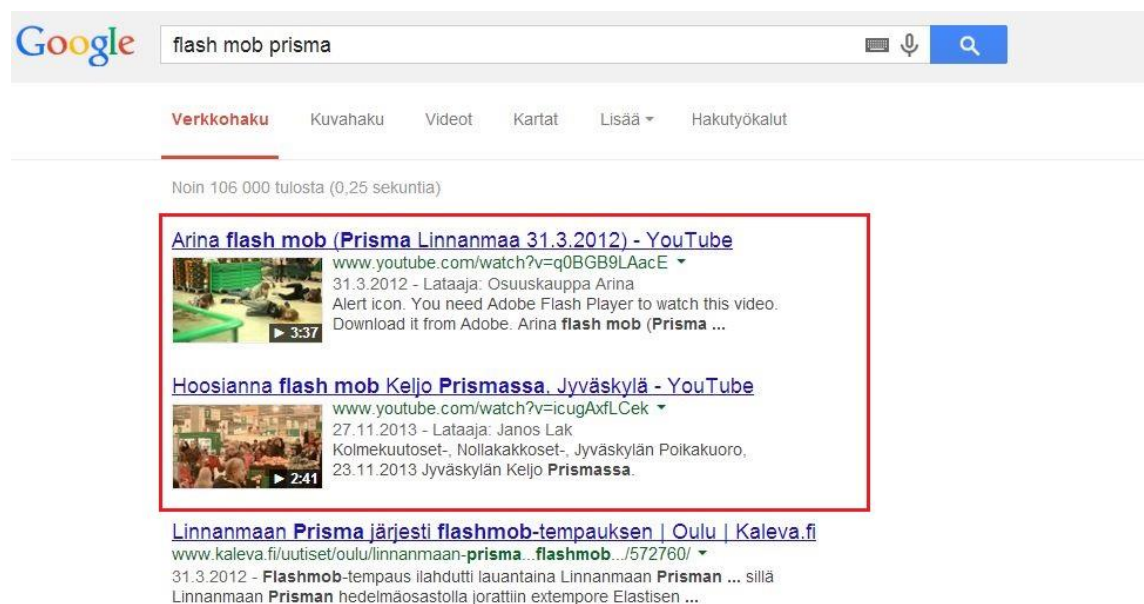 Google flash mob prisma
Verkkohaku Kuvahaku Videot Kartat Lisää Hakutyökalut
Noin 106 000 tulosta (0,25 sekuntia)
Arina flash mob (Prisma Linnanmaa 31.3.2012) - YouTube
www.youtube.com/watch?v=q0BGB9LAacE
31.3.2012 - Lataaja: Osuuskauppa Arina
Alert icon. You need Adobe Flash Player to watch this video.
Download it from Adobe. Arina flash mob (Prisma ...
3:37
Hoosianna flash mob Keljo Prismassa, Jyväskylä - YouTube
www.youtube.com/watch?v=icugAxfLCek
27.11.2013 - Lataaja: Janos Lak
Kolmekuutoset-, Nollakakkoset-, Jyväskylän Poikakuoro,
23.11.2013 Jyväskylän Keljo Prismassa.
2:41
Linnanmaan Prisma järjesti flashmob-tempauksen | Oulu | Kaleva.fi
www.kaleva.fi/uutiset/oulu/linnanmaan-prisma...flashmob.../572760/
31.3.2012 - Flashmob-tempaus ilahdutti lauantaina Linnanmaan Prisman ... sillä
Linnanmaan Prisman hedelmäosastolla jorattiin extempore Elastisen ...